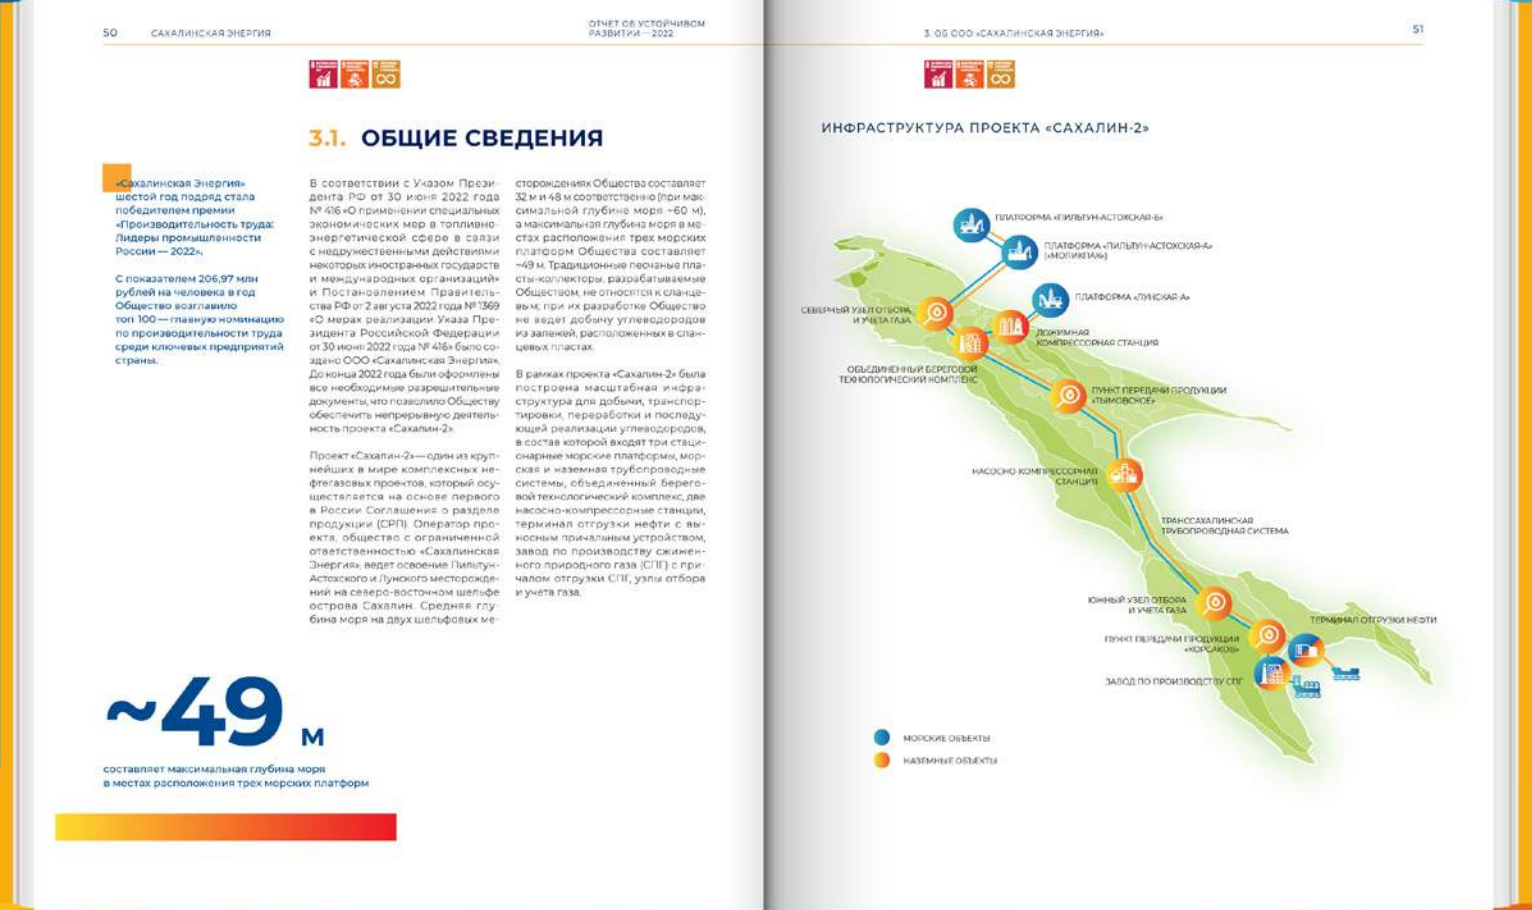 50
САХАЛИНСКАЯ ЭНЕРГИЯ
ОТЧЕТ ОБ УСТОЙЧИВОМ
РАЗВИТИИ — 2022
3.1. ОБЩИЕ СВЕДЕНИЯ
«Сахалинская Энергия»
шестой год подряд стала
победителем премии
«Производительность труда:
Лидеры промышленности
России — 2022».
С показателем 206,97 млн
рублей на человека в год
Общество возглавило
топ 100 — главную номинацию
по производительности труда
среди ключевых предприятий
страны.
В соответствии с Указом Прези-
дента РФ от 30 июня 2022 года
№ 416 «О применении специальных
экономических мер в топливно-
энергетической сфере в связи
с недружественными действиями
некоторых иностранных государств
и международных организаций»
и Постановлением Правитель-
ства РФ от 2 августа 2022 года № 1369
«О мерах реализации Указа Пре-
зидента Российской Федерации
от 30 июня 2022 года № 416» было со-
здано ООО «Сахалинская Энергия».
До конца 2022 года были оформлены
все необходимые разрешительные
документы, что позволило Обществу
обеспечить непрерывную деятель-
ность проекта «Сахалин-2».
Проект «Сахалин-2» — один из круп-
нейших в мире комплексных не-
фтегазовых проектов, который осу-
ществляется на основе первого
в России Соглашения о разделе
продукции (СРП). Оператор про-
екта, общество с ограниченной
ответственностью «Сахалинская
Энергия», ведет освоение Пильтун-
Астохского и Лунского месторожде-
ний на северо-восточном шельфе
острова Сахалин. Средняя глу-
бина моря на двух шельфовых ме-
сторождениях Общества составляет
32 м и 48 м соответственно (при мак-
симальной глубине моря ~60 м),
а максимальная глубина моря в ме-
стах расположения трех морских
платформ Общества составляет
~49 м. Традиционные песчаные пла-
сты-коллекторы, разрабатываемые
Обществом, не относятся к сланце-
вым; при их разработке Общество
не ведет добычу углеводородов
из залежей, расположенных в слан-
цевых пластах.
В рамках проекта «Сахалин-2» была
построена масштабная инфра-
структура для добычи, транспор-
тировки, переработки и последу-
ющей реализации углеводородов,
в состав которой входят три стаци-
онарные морские платформы, мор-
ская и наземная трубопроводные
системы, объединенный берего-
вой технологический комплекс, две
насосно-компрессорные станции,
терминал отгрузки нефти с вы-
носным причальным устройством,
завод по производству сжижен-
ного природного газа (СПГ) с при-
чалом отгрузки СПГ, узлы отбора
и учета газа.
~49 м
составляет максимальная глубина моря
в местах расположения трех морских платформ
3. ОБ ООО «САХАЛИНСКАЯ ЭНЕРГИЯ»
51
ИНФРАСТРУКТУРА ПРОЕКТА «САХАЛИН-2»
ПЛАТФОРМА «ПИЛЬТУН-АСТОХСКАЯ-Б»
ПЛАТФОРМА «ПИЛЬТУН-АСТОХСКАЯ-А»
(«МОЛИКПАК»)
ПЛАТФОРМА «ЛУНСКАЯ-А»
СЕВЕРНЫЙ УЗЕЛ ОТБОРА
И УЧЕТА ГАЗА
ДОЖИМНАЯ
КОМПРЕССОРНАЯ СТАНЦИЯ
ОБЪЕДИНЕННЫЙ БЕРЕГОВОЙ
ТЕХНОЛОГИЧЕСКИЙ КОМПЛЕКС
ПУНКТ ПЕРЕДАЧИ ПРОДУКЦИИ
«ТЫМОВСКОЕ»
НАСОСНО-КОМПРЕССОРНАЯ
СТАНЦИЯ
ТРАНССАХАЛИНСКАЯ
ТРУБОПРОВОДНАЯ СИСТЕМА
ЮЖНЫЙ УЗЕЛ ОТБОРА
И УЧЕТА ГАЗА
ТЕРМИНАЛ ОТГРУЗКИ НЕФТИ
ПУНКТ ПЕРЕДАЧИ ПРОДУКЦИИ
«КОРСАКОВ»
ЗАВОД ПО ПРОИЗВОДСТВУ СПГ
МОРСКИЕ ОБЪЕКТЫ
НАЗЕМНЫЕ ОБЪЕКТЫ